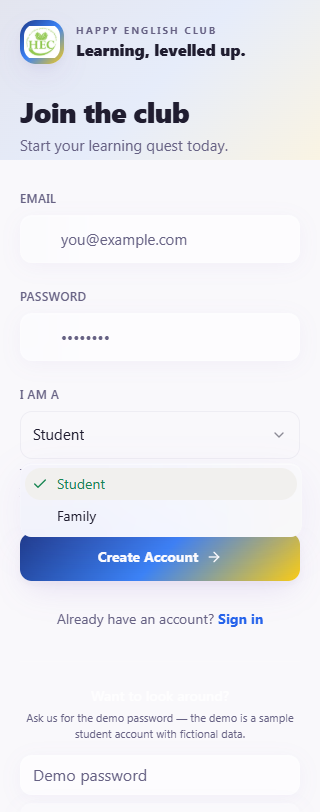 HEC
HAPPY ENGLISH CLUB
Learning, levelled up.
Join the club
Start your learning quest today.
EMAIL
you@example.com
PASSWORD
••••••••
I AM A
Student
Student
Family
Create Account →
Already have an account? Sign in
Want to look around?
Ask us for the demo password — the demo is a sample
student account with fictional data.
Demo password